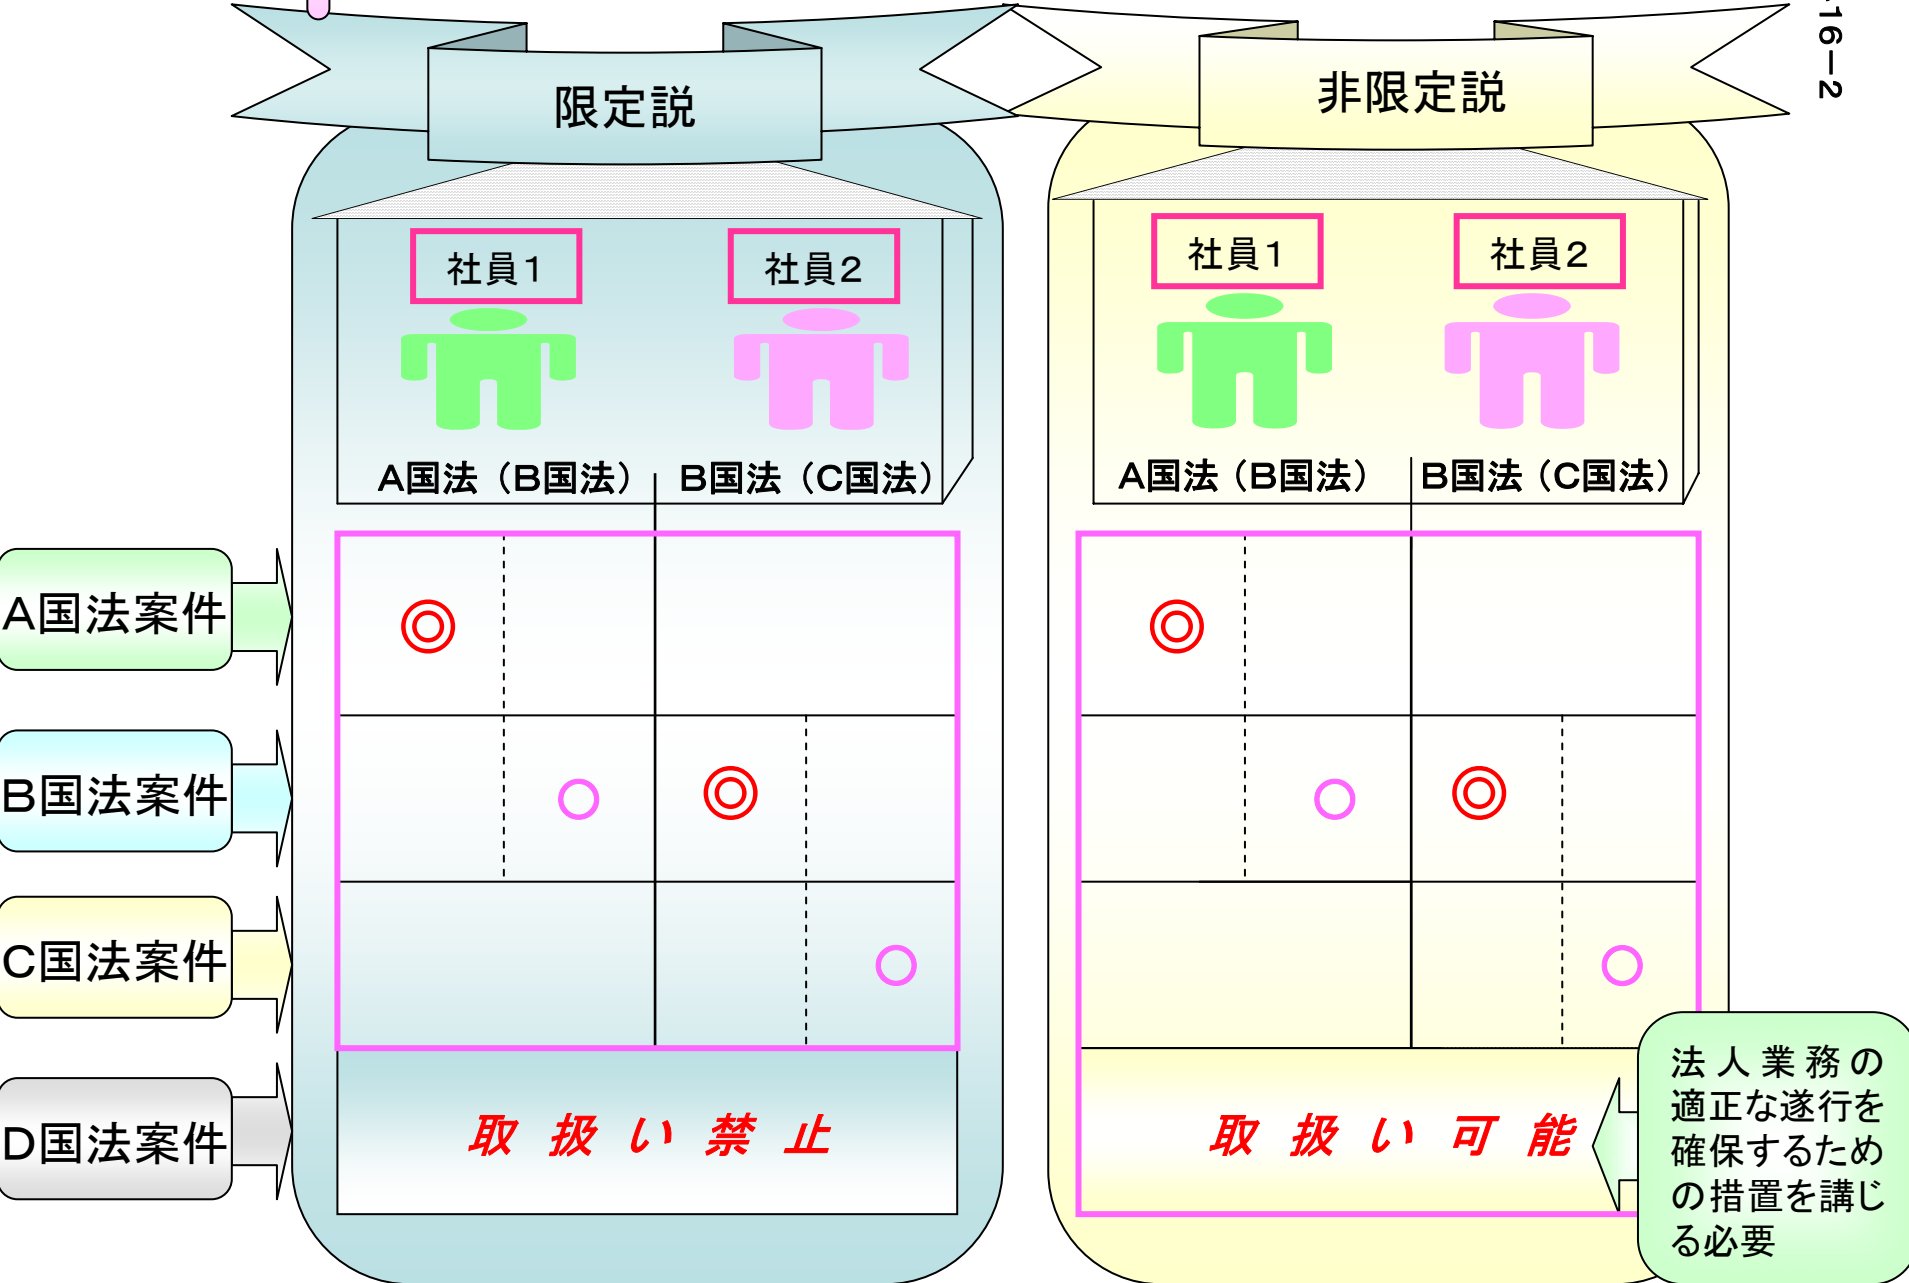 -16-2
限定説
非限定説
社員1
社員2
A国法（B国法）
B国法（C国法）
社員1
社員2
A国法（B国法）
B国法（C国法）
A国法案件
B国法案件
C国法案件
D国法案件
取扱い禁止
取扱い可能
法人業務の
適正な遂行を
確保するため
の措置を講じ
る必要